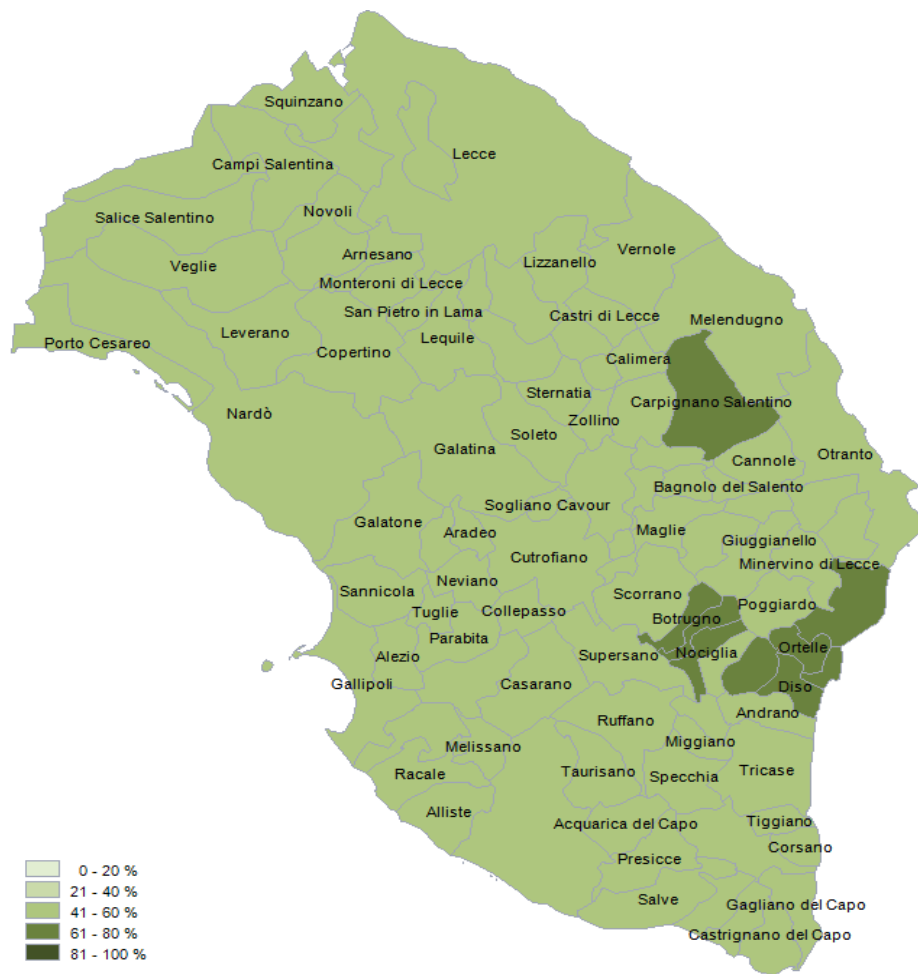 Squinzano
Lecce
Campi Salentina
Novoli
Salice Salentino
Arnesano
Vernole
Lizzanello
Veglie
Monteroni di Lecce
San Pietro in Lama
Castri di Lecce
Melendugno
Leverano
Lequile
Porto Cesareo
Copertino
Calimera
Sternatia
Carpignano Salentino
Nardò
Zollino
Soleto
Galatina
Otranto
Cannole
Bagnolo del Salento
Sogliano Cavour
Galatone
Aradeo
Maglie
Giuggianello
Cutrofiano
Minervino di Lecce
Neviano
Sannicola
Scorrano
Poggiardo
Tuglie
Collepasso
Botrugno
Parabita
Ortelle
Nociglia
Alezio
Supersano
Gallipoli
Casarano
Diso
Andrano
Ruffano
Miggiano
Melissano
Racale
Taurisano
Specchia
Tricase
Alliste
Acquarica del Capo
Tiggiano
Corsano
Presicce
Salve
Gagliano del Capo
Castrignano del Capo
0 - 20 %
21 - 40 %
41 - 60 %
61 - 80 %
81 - 100 %